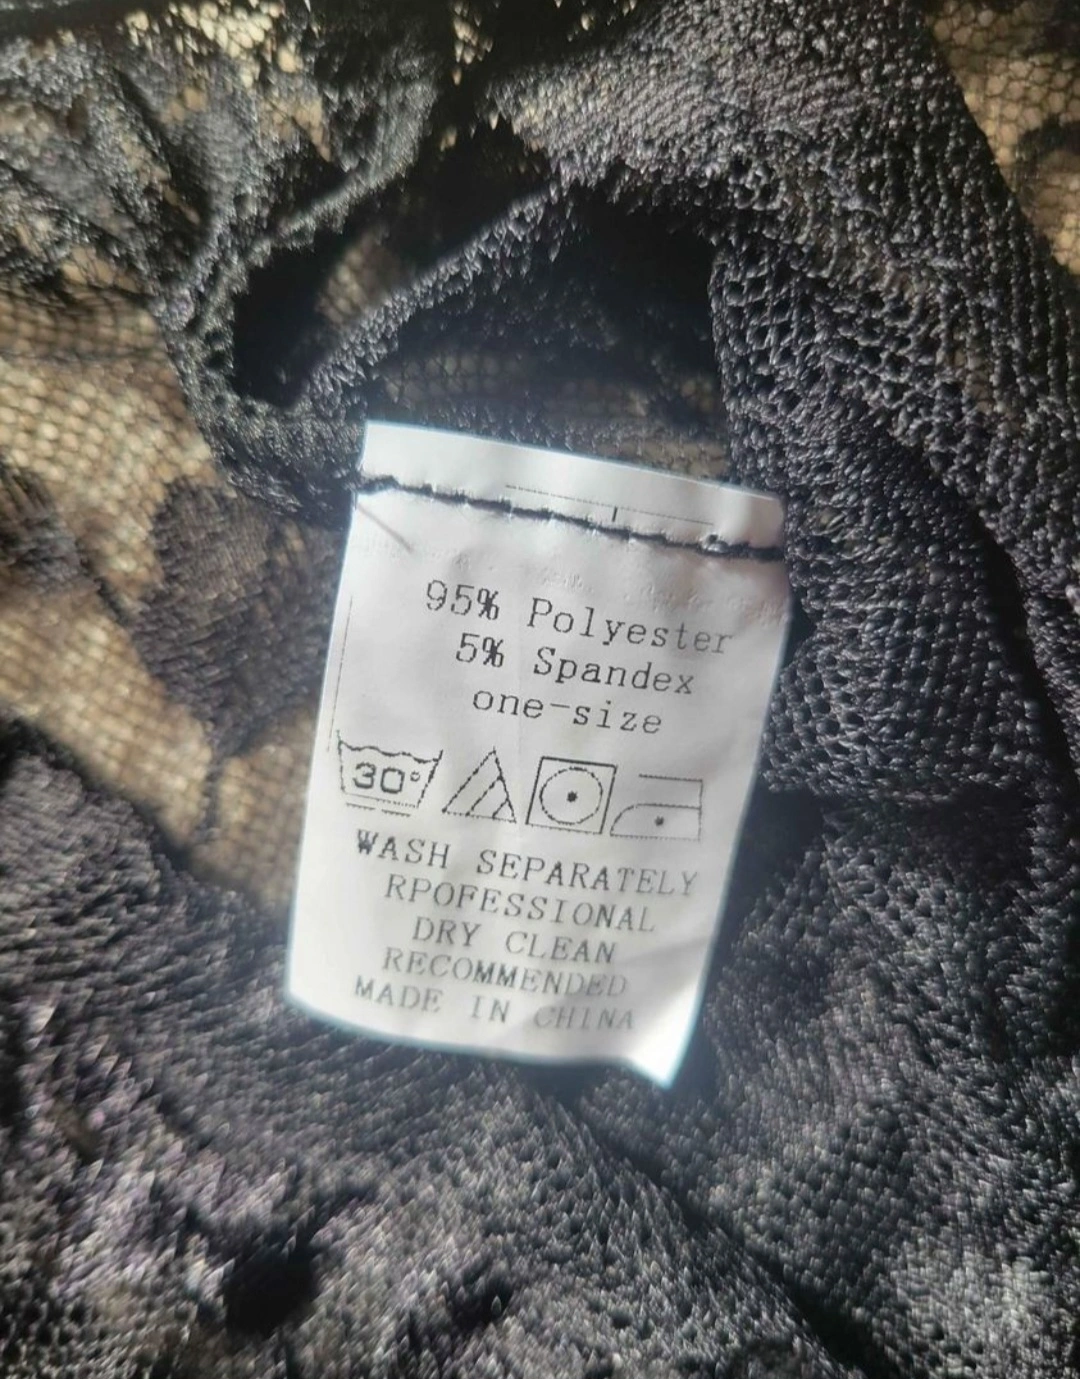 95% Polyester
5% Spandex
one-size
30°
WASH SEPARATELY
RPOFESSIONAL
DRY CLEAN
RECOMMENDED
MADE IN CHINA